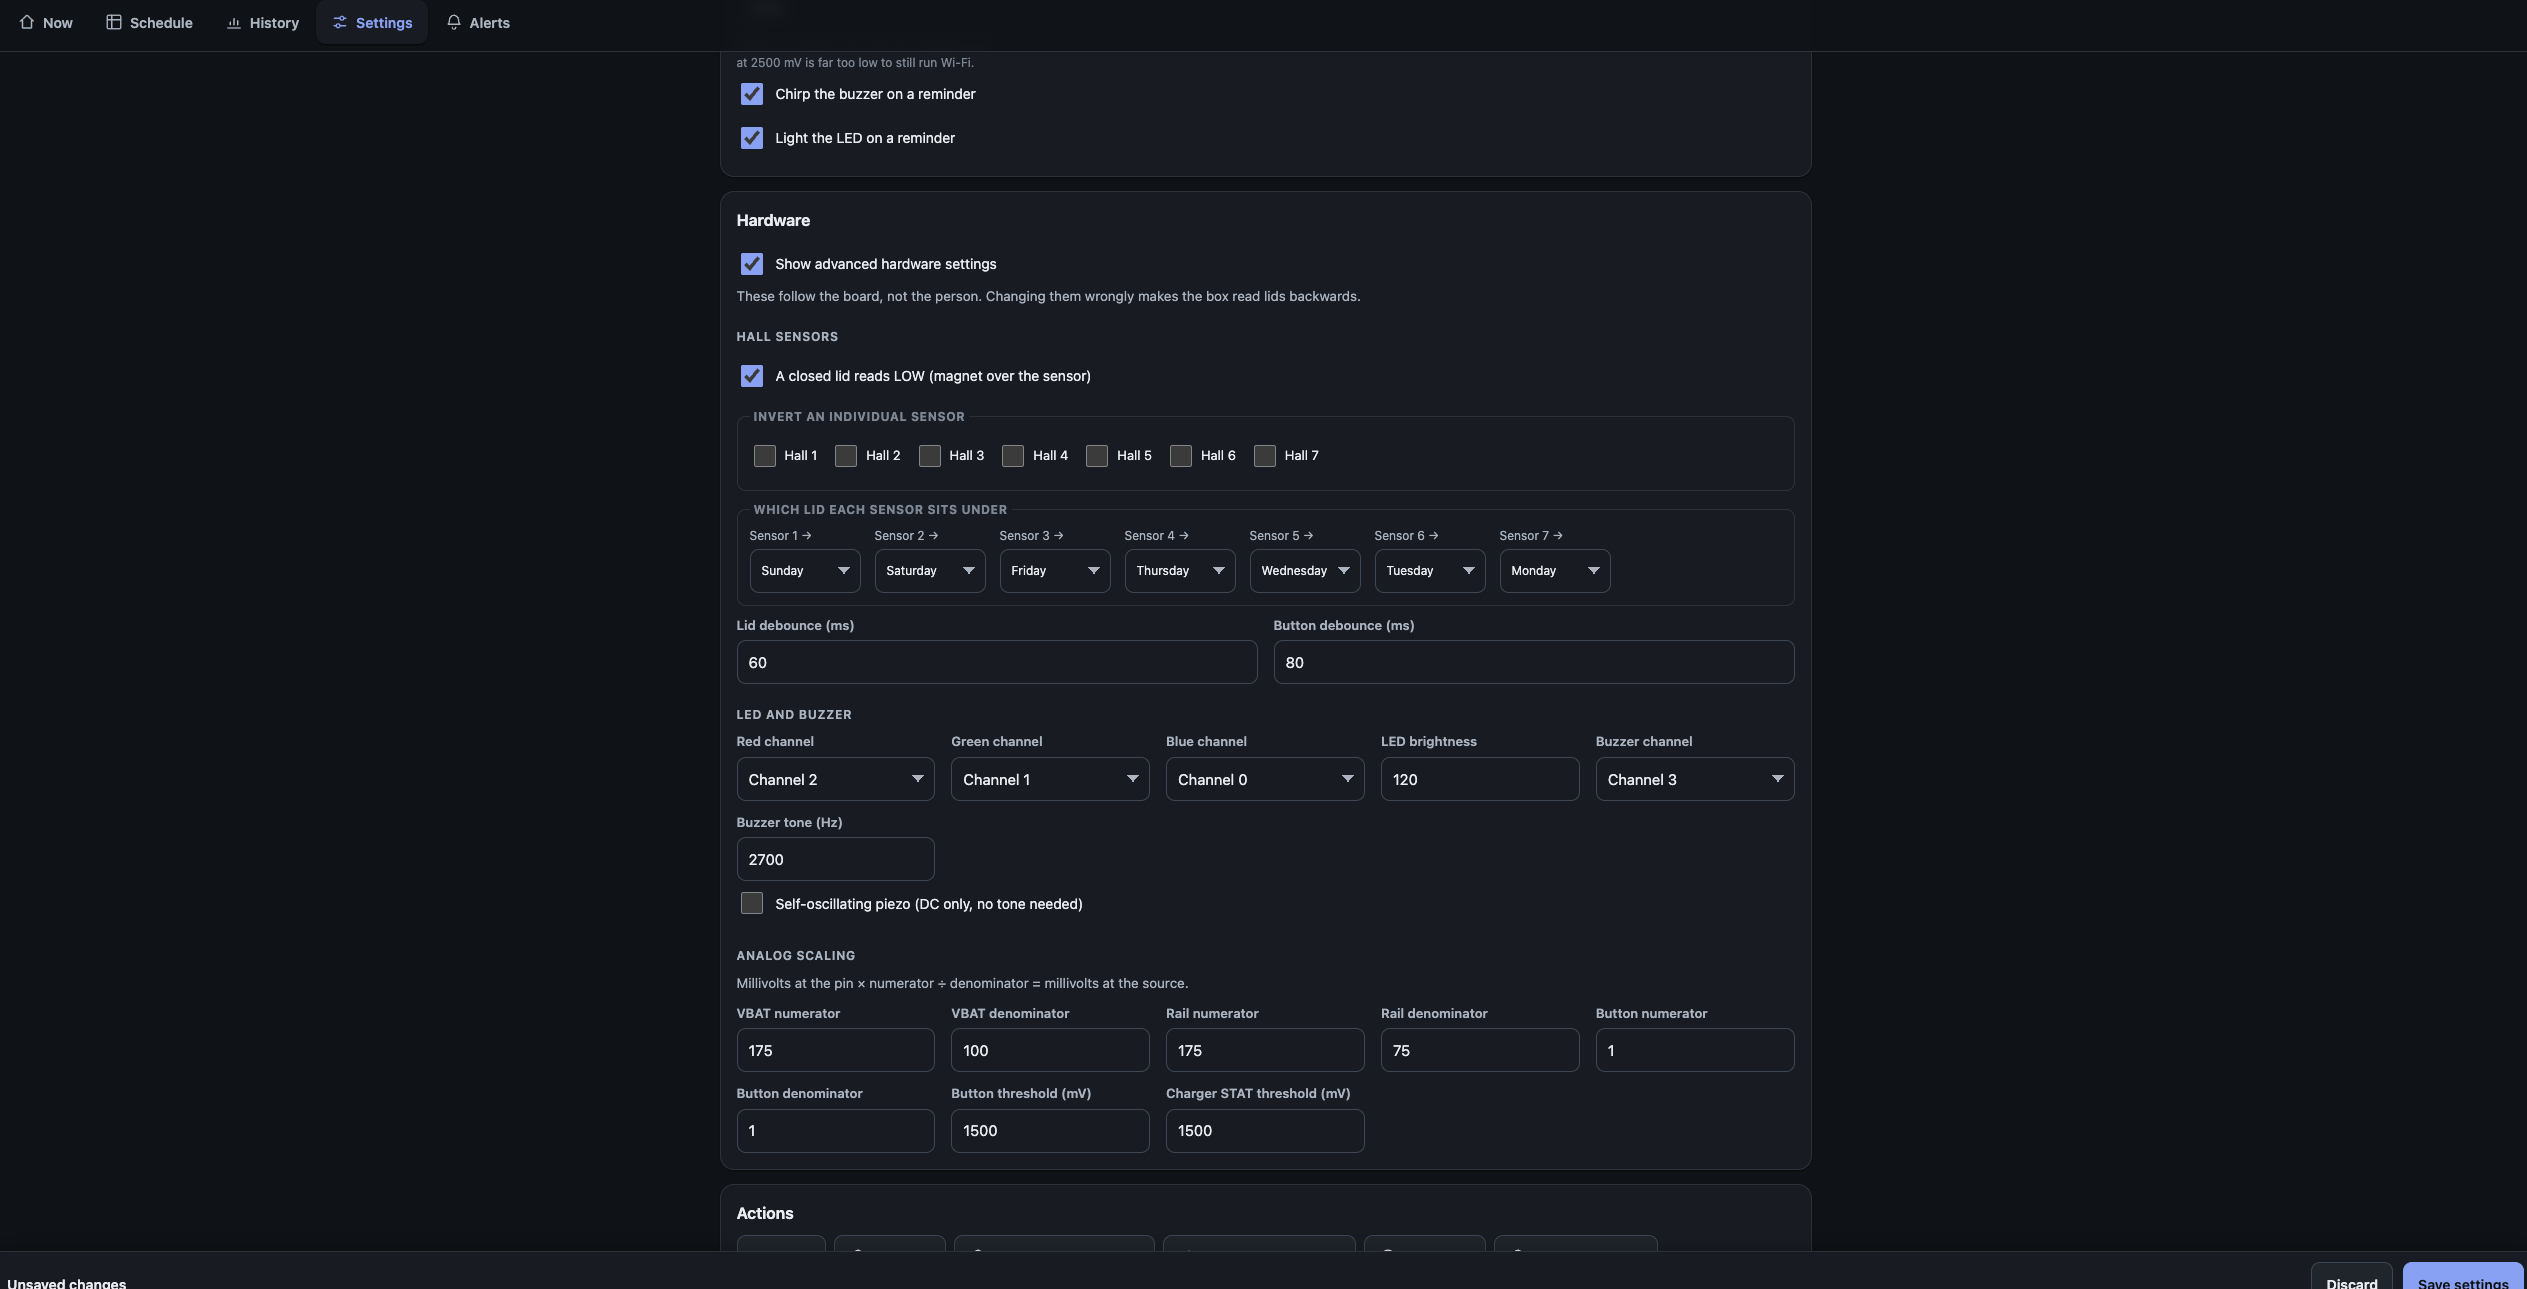 Now Schedule History Settings Alerts
at 2500 mV is far too low to still run Wi-Fi.
Chirp the buzzer on a reminder
Light the LED on a reminder
Hardware
Show advanced hardware settings
These follow the board, not the person. Changing them wrongly makes the box read lids backwards.
HALL SENSORS
A closed lid reads LOW (magnet over the sensor)
INVERT AN INDIVIDUAL SENSOR
Hall 1 Hall 2 Hall 3 Hall 4 Hall 5 Hall 6 Hall 7
WHICH LID EACH SENSOR SITS UNDER
Sensor 1 → Sensor 2 → Sensor 3 → Sensor 4 → Sensor 5 → Sensor 6 → Sensor 7 →
Sunday Saturday Friday Thursday Wednesday Tuesday Monday
Lid debounce (ms) Button debounce (ms)
60 80
LED AND BUZZER
Red channel Green channel Blue channel LED brightness Buzzer channel
Channel 2 Channel 1 Channel 0 120 Channel 3
Buzzer tone (Hz)
2700
Self-oscillating piezo (DC only, no tone needed)
ANALOG SCALING
Millivolts at the pin × numerator ÷ denominator = millivolts at the source.
VBAT numerator VBAT denominator Rail numerator Rail denominator Button numerator
175 100 175 75 1
Button denominator Button threshold (mV) Charger STAT threshold (mV)
1 1500 1500
Actions
Unsaved changes Discard Save settings